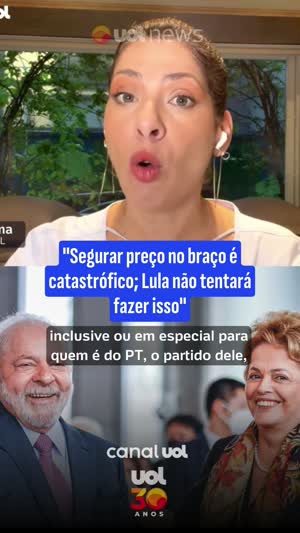 uol
uol news
na
L
"Segurar preço no braço é
catastrófico; Lula não tentará
fazer isso"
inclusive ou em especial para
quem é do PT, o partido dele,
canal uol
uol
30
ANOS